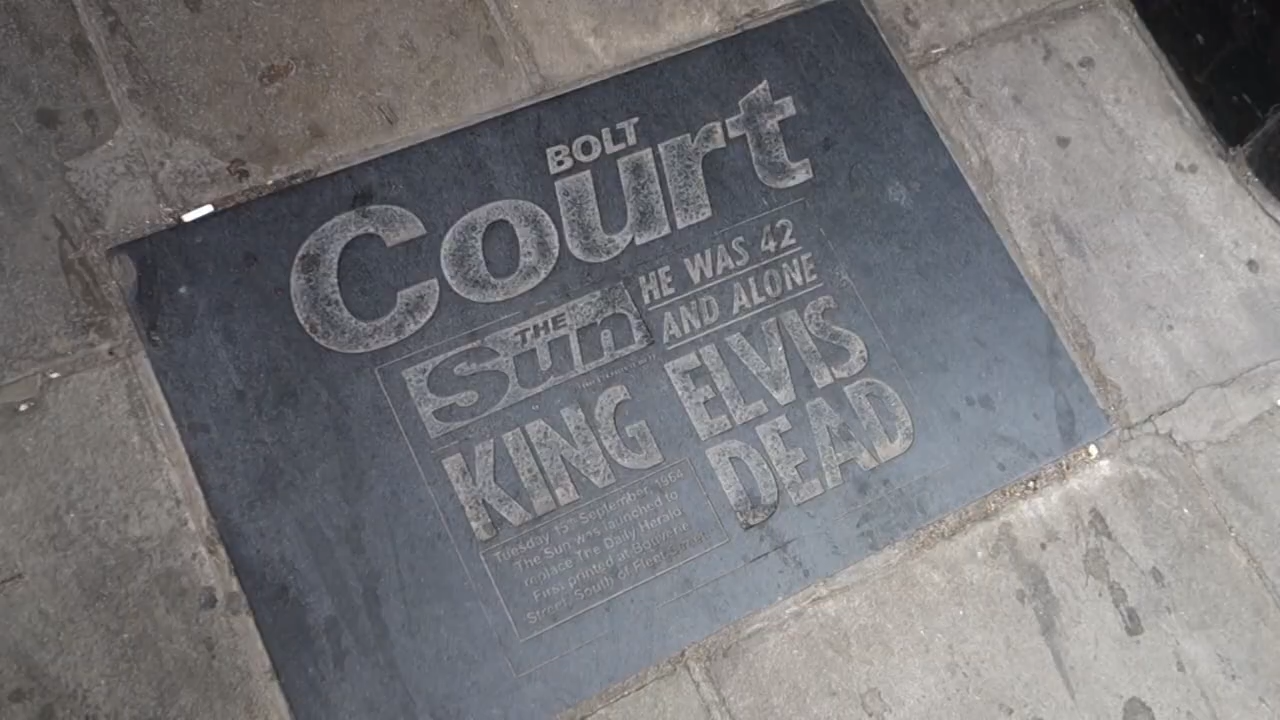 BOLT
Court
THE
Sun
HE WAS 42
AND ALONE
KING ELVIS
DEAD
Tuesday 15th September, 1964
The Sun was launched to
replace The Daily Herald
First printed at Bouverie
Street, South of Fleet Street